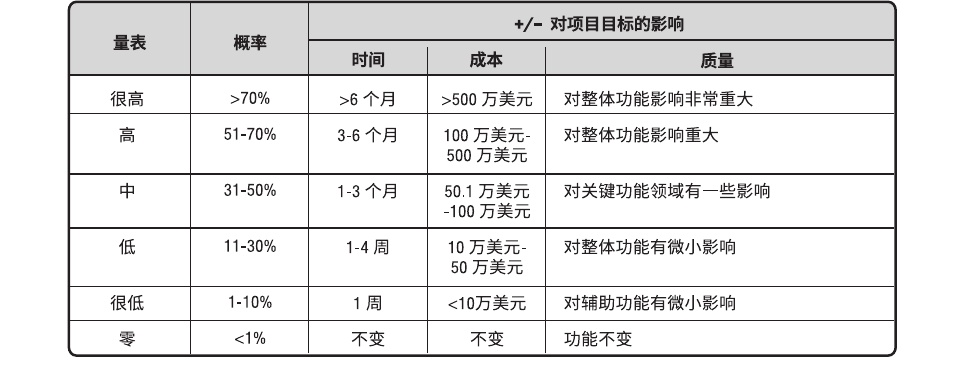 量表 概率 +/– 对项目目标的影响
时间 成本 质量
很高 >70% >6 个月 >500 万美元 对整体功能影响非常重大
高 51-70% 3-6 个月 100 万美元- 对整体功能影响重大
500 万美元
中 31-50% 1-3 个月 50.1 万美元 对关键功能领域有一些影响
-100 万美元
低 11-30% 1-4 周 10 万美元- 对整体功能有微小影响
50 万美元
很低 1-10% 1 周 <10万美元 对辅助功能有微小影响
零 <1% 不变 不变 功能不变